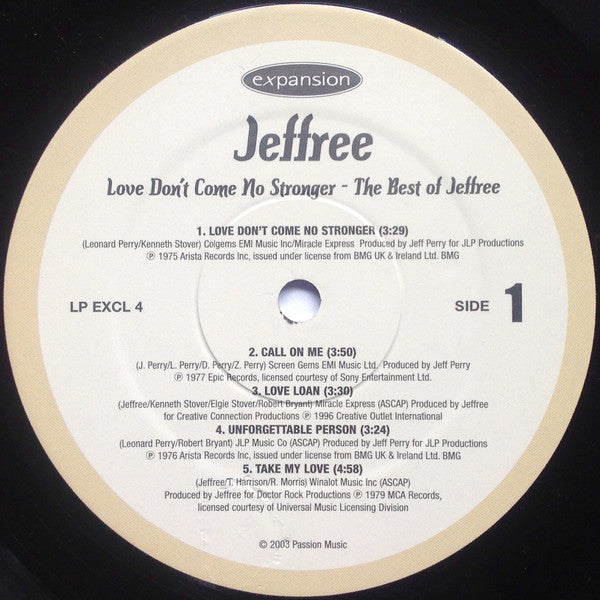 expansion
Jeffree
Love Don't Come No Stronger - The Best of Jeffree
1. LOVE DON'T COME NO STRONGER (3:29)
(Leonard Perry/Kenneth Stover) Colgems EMI Music Inc/Miracle Express Produced by Jeff Perry for JLP Productions
℗ 1975 Arista Records Inc, issued under license from BMG UK & Ireland Ltd. BMG
LP EXCL 4
SIDE 1
2. CALL ON ME (3:50)
(J. Perry/L. Perry/D. Perry/Z. Perry) Screen Gems EMI Music Ltd. Produced by Jeff Perry
℗ 1977 Epic Records, licensed courtesy of Sony Entertainment Ltd.
3. LOVE LOAN (3:30)
(Jeffree/Kenneth Stover/Elgie Stover/Robert Bryant) Miracle Express (ASCAP) Produced by Jeffree
for Creative Connection Productions ℗ 1996 Creative Outlet International
4. UNFORGETTABLE PERSON (3:24)
(Leonard Perry/Robert Bryant) JLP Music Co (ASCAP) Produced by Jeff Perry for JLP Productions
℗ 1976 Arista Records Inc, issued under license from BMG UK & Ireland Ltd. BMG
5. TAKE MY LOVE (4:58)
(Jeffree/T. Harrison/R. Morris) Winalot Music Inc (ASCAP)
Produced by Jeffree for Doctor Rock Productions ℗ 1979 MCA Records,
licensed courtesy of Universal Music Licensing Division
© 2003 Passion Music